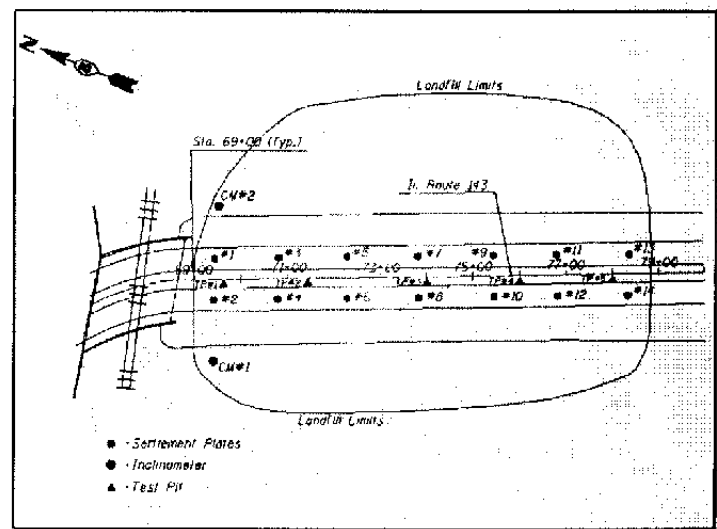 N
Landfill Limits
Sta. 69+00 (Typ.)
CM#2
Il. Route 143
#1 #3 #5 #7 #9 #11 #13
69+00 71+00 73+00 75+00 77+00 79+00
TP#1 TP#2 TP#3 TP#4 TP#5
#2 #4 #6 #8 #10 #12 #14
CM#1
Landfill Limits
- Settlement Plates
- Inclinometer
- Test Pit